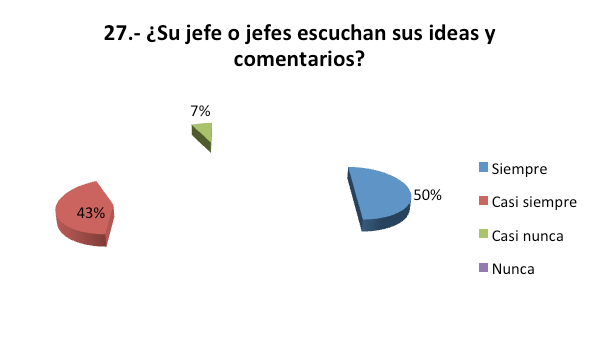 27.- ¿Su jefe o jefes escuchan sus ideas y
comentarios?
7%
50%
43%
Siempre
Casi siempre
Casi nunca
Nunca